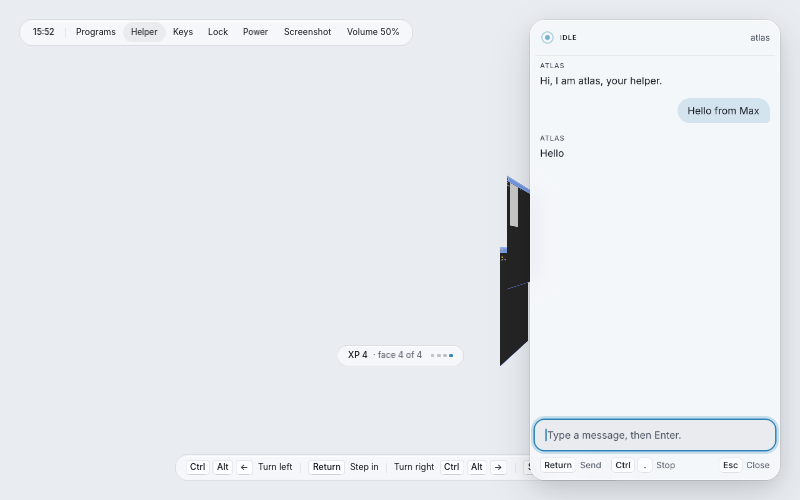 15:52 Programs Helper Keys Lock Power Screenshot Volume 50%
IDLE atlas
ATLAS
Hi, I am atlas, your helper.
Hello from Max
ATLAS
Hello
XP 4 · face 4 of 4
Type a message, then Enter.
Return Send Ctrl . Stop Esc Close
Ctrl Alt ← Turn left Return Step in Turn right Ctrl Alt →